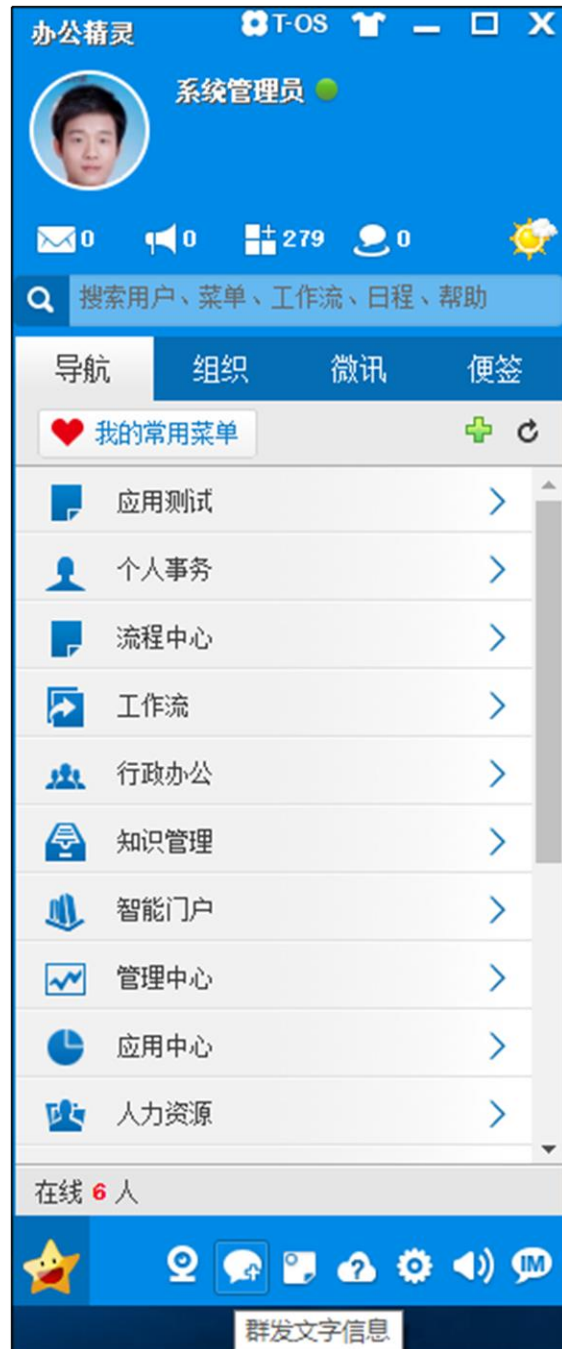 办公精灵 T-OS
系统管理员
0 0 279 0
搜索用户、菜单、工作流、日程、帮助
导航 组织 微讯 便签
我的常用菜单
应用测试
个人事务
流程中心
工作流
行政办公
知识管理
智能门户
管理中心
应用中心
人力资源
在线 6 人
IM
群发文字信息